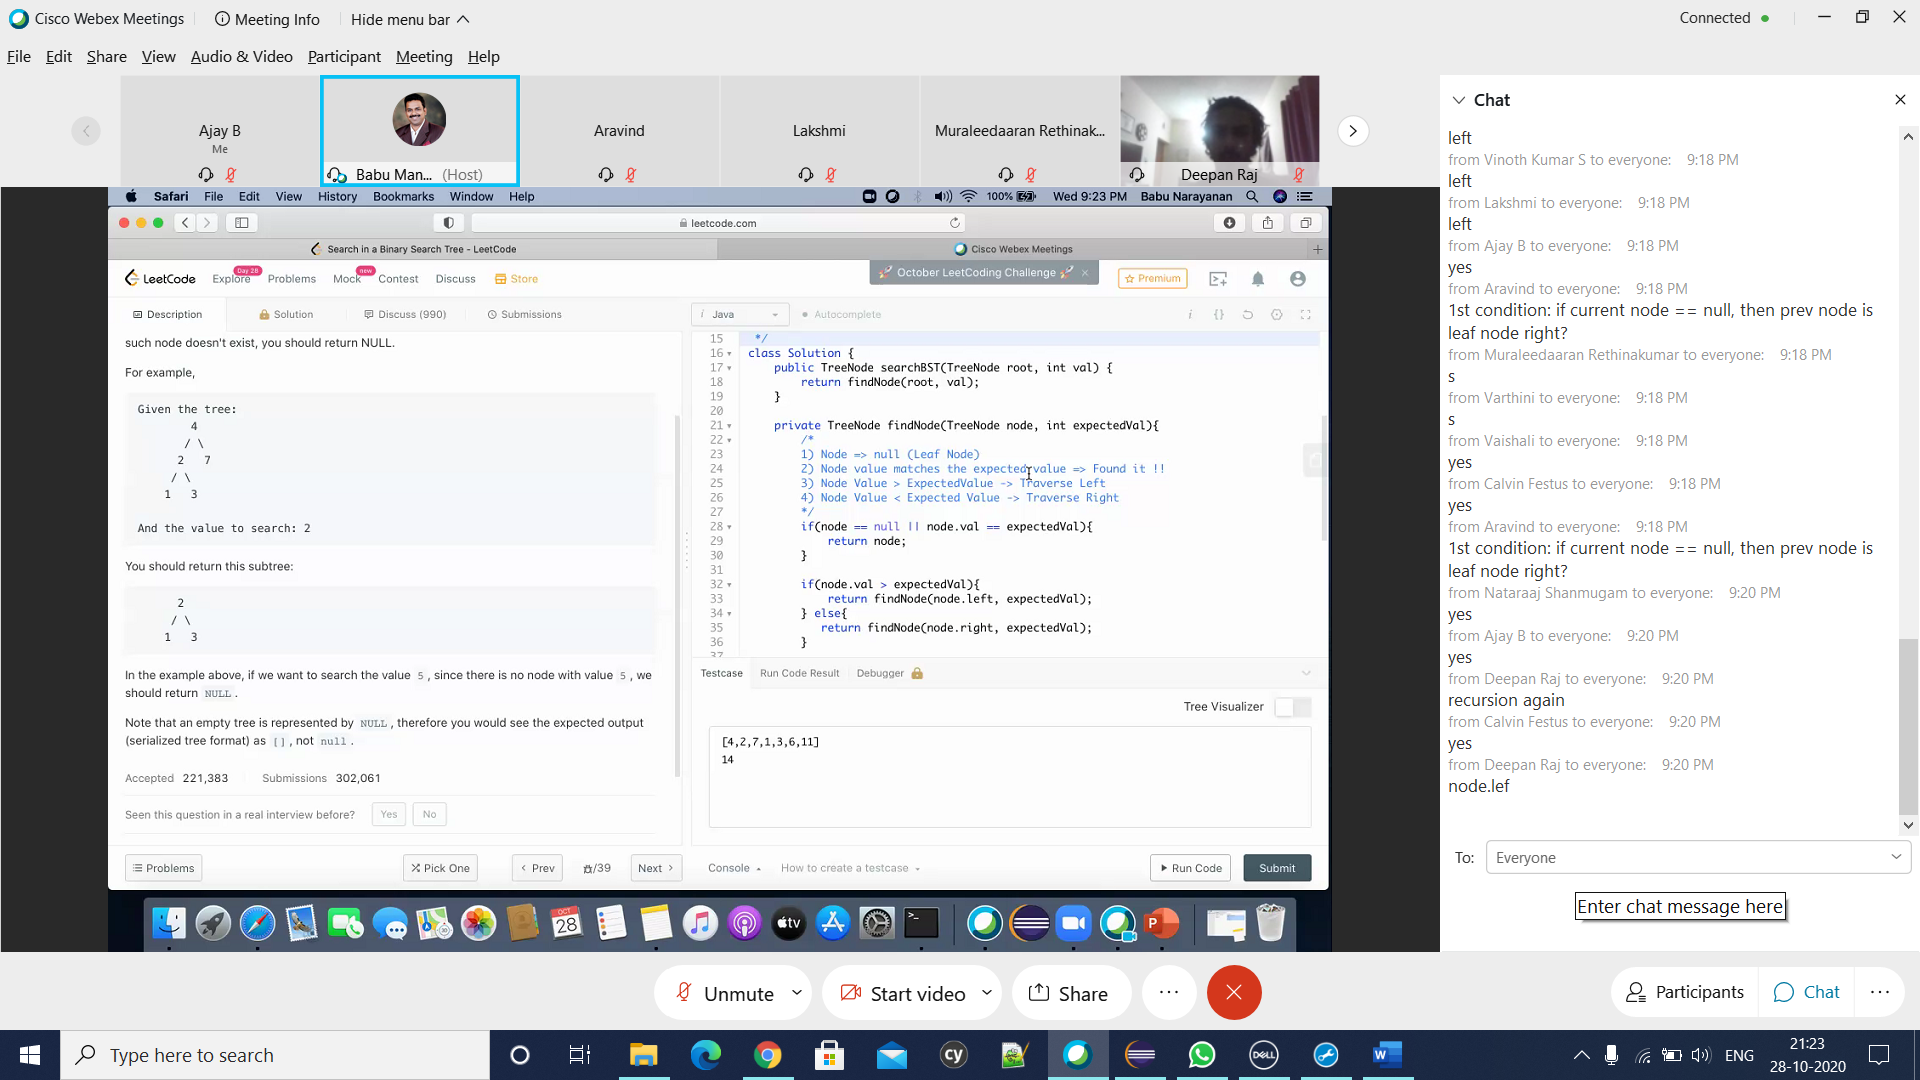 Cisco Webex Meetings
Meeting Info
Hide menu bar
Connected
File Edit Share View Audio & Video Participant Meeting Help
Ajay B
Me
Babu Man... (Host)
Aravind
Lakshmi
Muraleedaaran Rethinak...
Deepan Raj
Safari File Edit View History Bookmarks Window Help
100%
Wed 9:23 PM
Babu Narayanan
leetcode.com
Search in a Binary Search Tree - LeetCode
Cisco Webex Meetings
LeetCode
Explore
Day 28
Problems
Mock
new
Contest
Discuss
Store
October LeetCoding Challenge
Premium
Description
Solution
Discuss (990)
Submissions
such node doesn't exist, you should return NULL.
For example,
Given the tree:
4
/ \
2 7
/ \
1 3
And the value to search: 2
You should return this subtree:
2
/ \
1 3
In the example above, if we want to search the value 5, since there is no node with value 5, we
should return NULL.
Note that an empty tree is represented by NULL, therefore you would see the expected output
(serialized tree format) as [], not null.
Accepted 221,383 Submissions 302,061
Seen this question in a real interview before? Yes No
Problems
Pick One
Prev
/39
Next
i Java
Autocomplete
15 */
16 class Solution {
17 public TreeNode searchBST(TreeNode root, int val) {
18 return findNode(root, val);
19 }
20
21 private TreeNode findNode(TreeNode node, int expectedVal){
22 /*
23 1) Node => null (Leaf Node)
24 2) Node value matches the expected value => Found it !!
25 3) Node Value > ExpectedValue -> Traverse Left
26 4) Node Value < Expected Value -> Traverse Right
27 */
28 if(node == null || node.val == expectedVal){
29 return node;
30 }
31
32 if(node.val > expectedVal){
33 return findNode(node.left, expectedVal);
34 } else{
35 return findNode(node.right, expectedVal);
36 }
37
Testcase
Run Code Result
Debugger
Tree Visualizer
[4,2,7,1,3,6,11]
14
Console
How to create a testcase
Run Code
Submit
OCT
28
tv
Chat
left
from Vinoth Kumar S to everyone: 9:18 PM
left
from Lakshmi to everyone: 9:18 PM
left
from Ajay B to everyone: 9:18 PM
yes
from Aravind to everyone: 9:18 PM
1st condition: if current node == null, then prev node is
leaf node right?
from Muraleedaaran Rethinakumar to everyone: 9:18 PM
s
from Varthini to everyone: 9:18 PM
s
from Vaishali to everyone: 9:18 PM
yes
from Calvin Festus to everyone: 9:18 PM
yes
from Aravind to everyone: 9:18 PM
1st condition: if current node == null, then prev node is
leaf node right?
from Nataraaj Shanmugam to everyone: 9:20 PM
yes
from Ajay B to everyone: 9:20 PM
yes
from Deepan Raj to everyone: 9:20 PM
recursion again
from Calvin Festus to everyone: 9:20 PM
yes
from Deepan Raj to everyone: 9:20 PM
node.lef
To: Everyone
Enter chat message here
Unmute
Start video
Share
Participants
Chat
Type here to search
cy
DELL
W
ENG
21:23
28-10-2020